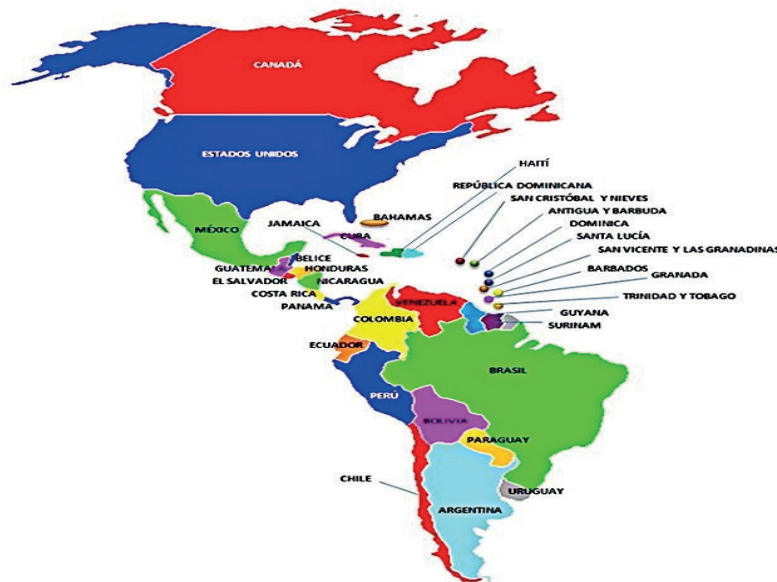 CANADÁ
ESTADOS UNIDOS
HAITÍ
REPÚBLICA DOMINICANA
SAN CRISTÓBAL Y NIEVES
ANTIGUA Y BARBUDA
DOMINICA
SANTA LUCÍA
SAN VICENTE Y LAS GRANADINAS
BARBADOS
GRANADA
TRINIDAD Y TOBAGO
GUYANA
SURINAM
MÉXICO
JAMAICA
BAHAMAS
CUBA
BELICE
GUATEMAL
HONDURAS
EL SALVADOR
NICARAGUA
COSTA RICA
PANAMA
VENEZUELA
COLOMBIA
ECUADOR
BRASIL
PERÚ
BOLIVIA
PARAGUAY
CHILE
URUGUAY
ARGENTINA